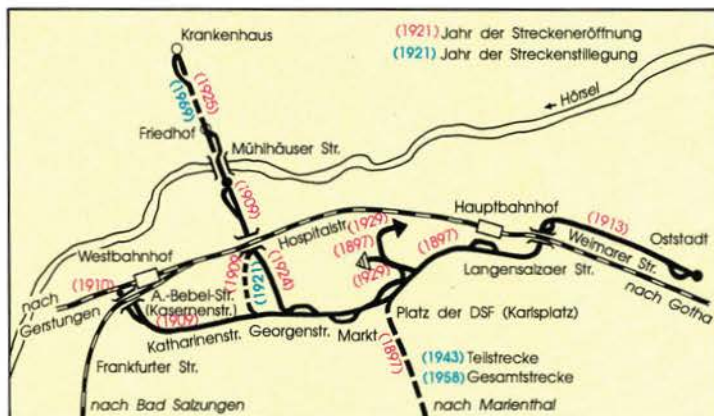 (1921) Jahr der Streckeneröffnung
(1921) Jahr der Streckenstillegung
Krankenhaus
(1925)
(1969)
Hörsel
Friedhof
Mühlhäuser Str.
(1909)
Hauptbahnhof
(1913)
Hospitalstr.
(1929)
(1897)
(1897)
(1929)
Weimarer Str.
Oststadt
Westbahnhof
(1910)
(1909)
(1921)
(1924)
Langensalzaer Str.
nach Gotha
nach
Gerstungen
A.-Bebel-Str.
(Kasernenstr.)
(1909)
Katharinenstr.
Georgenstr.
Markt
Platz der DSF (Karlsplatz)
(1897)
Frankfurter Str.
(1943) Teilstrecke
(1958) Gesamtstrecke
nach Bad Salzungen
nach Marienthal